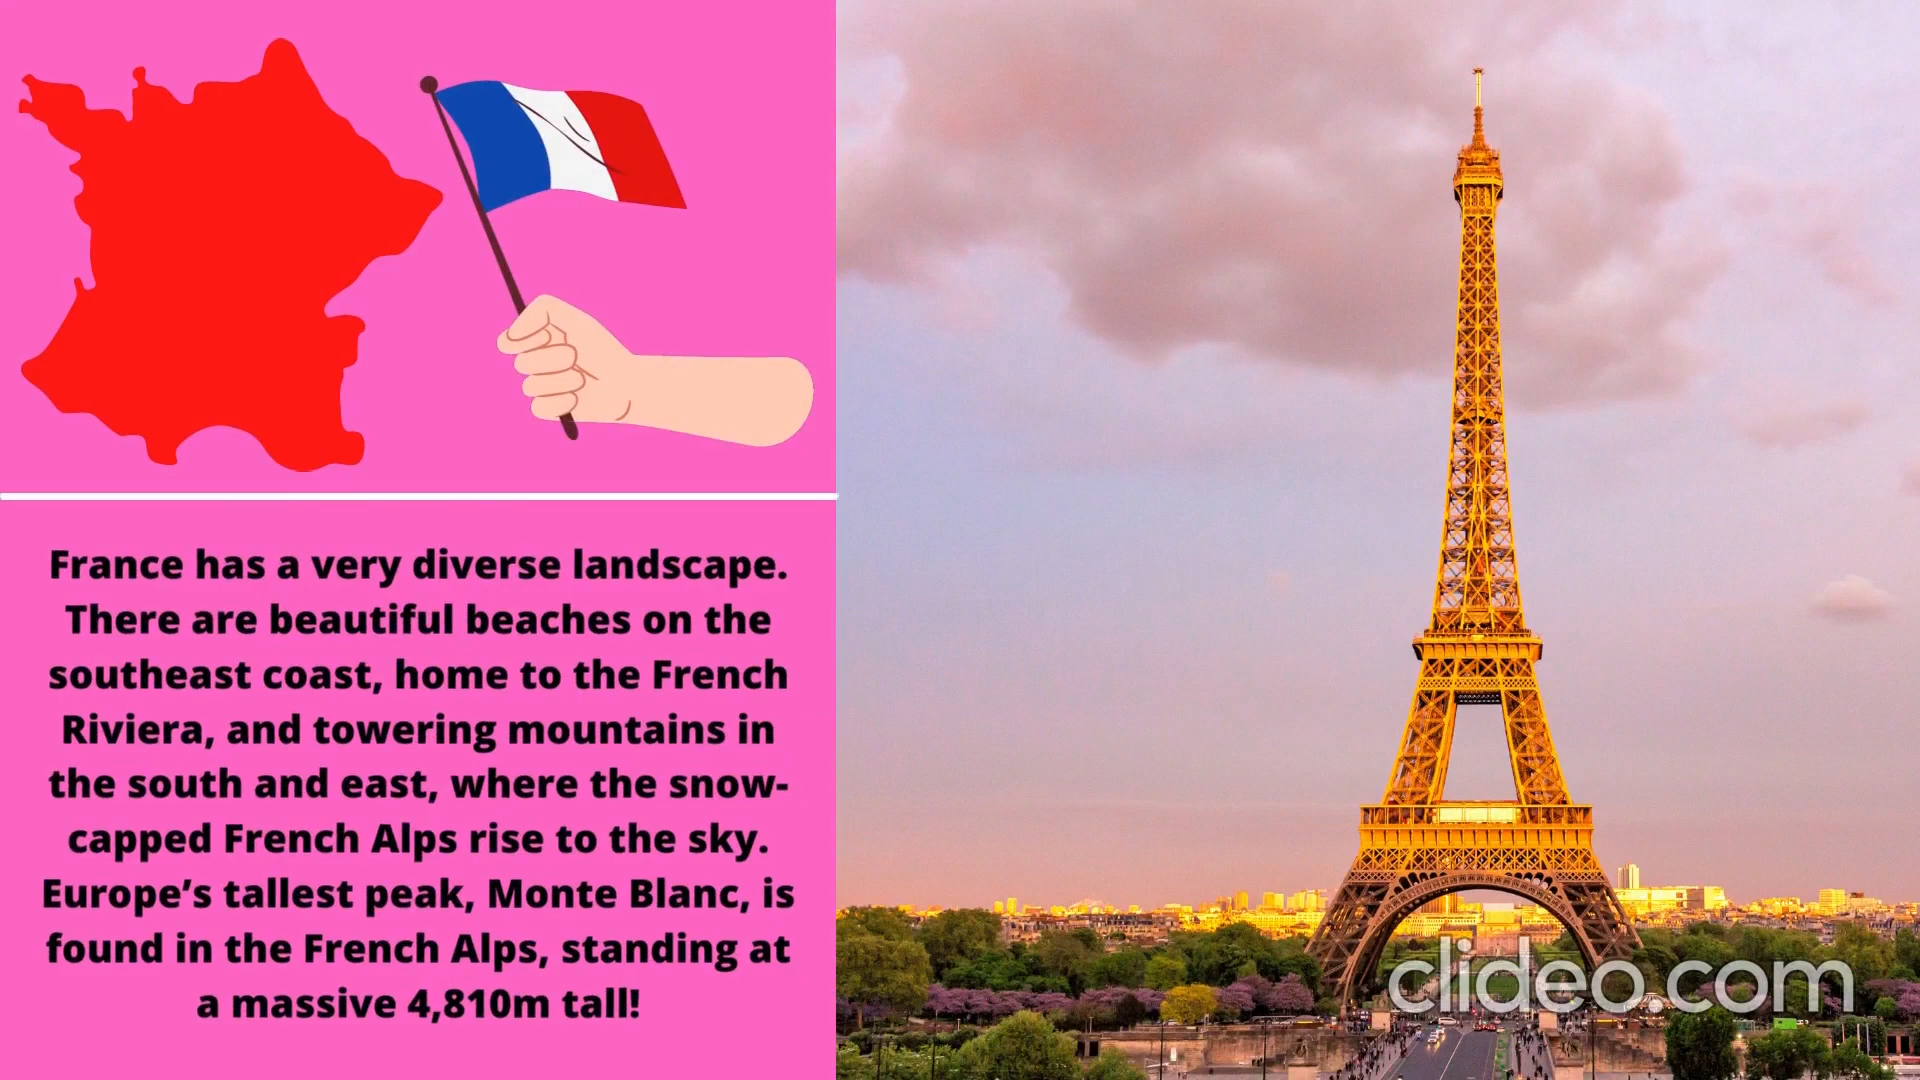 France has a very diverse landscape.
There are beautiful beaches on the
southeast coast, home to the French
Riviera, and towering mountains in
the south and east, where the snow-
capped French Alps rise to the sky.
Europe’s tallest peak, Monte Blanc, is
found in the French Alps, standing at
a massive 4,810m tall!
clideo.com